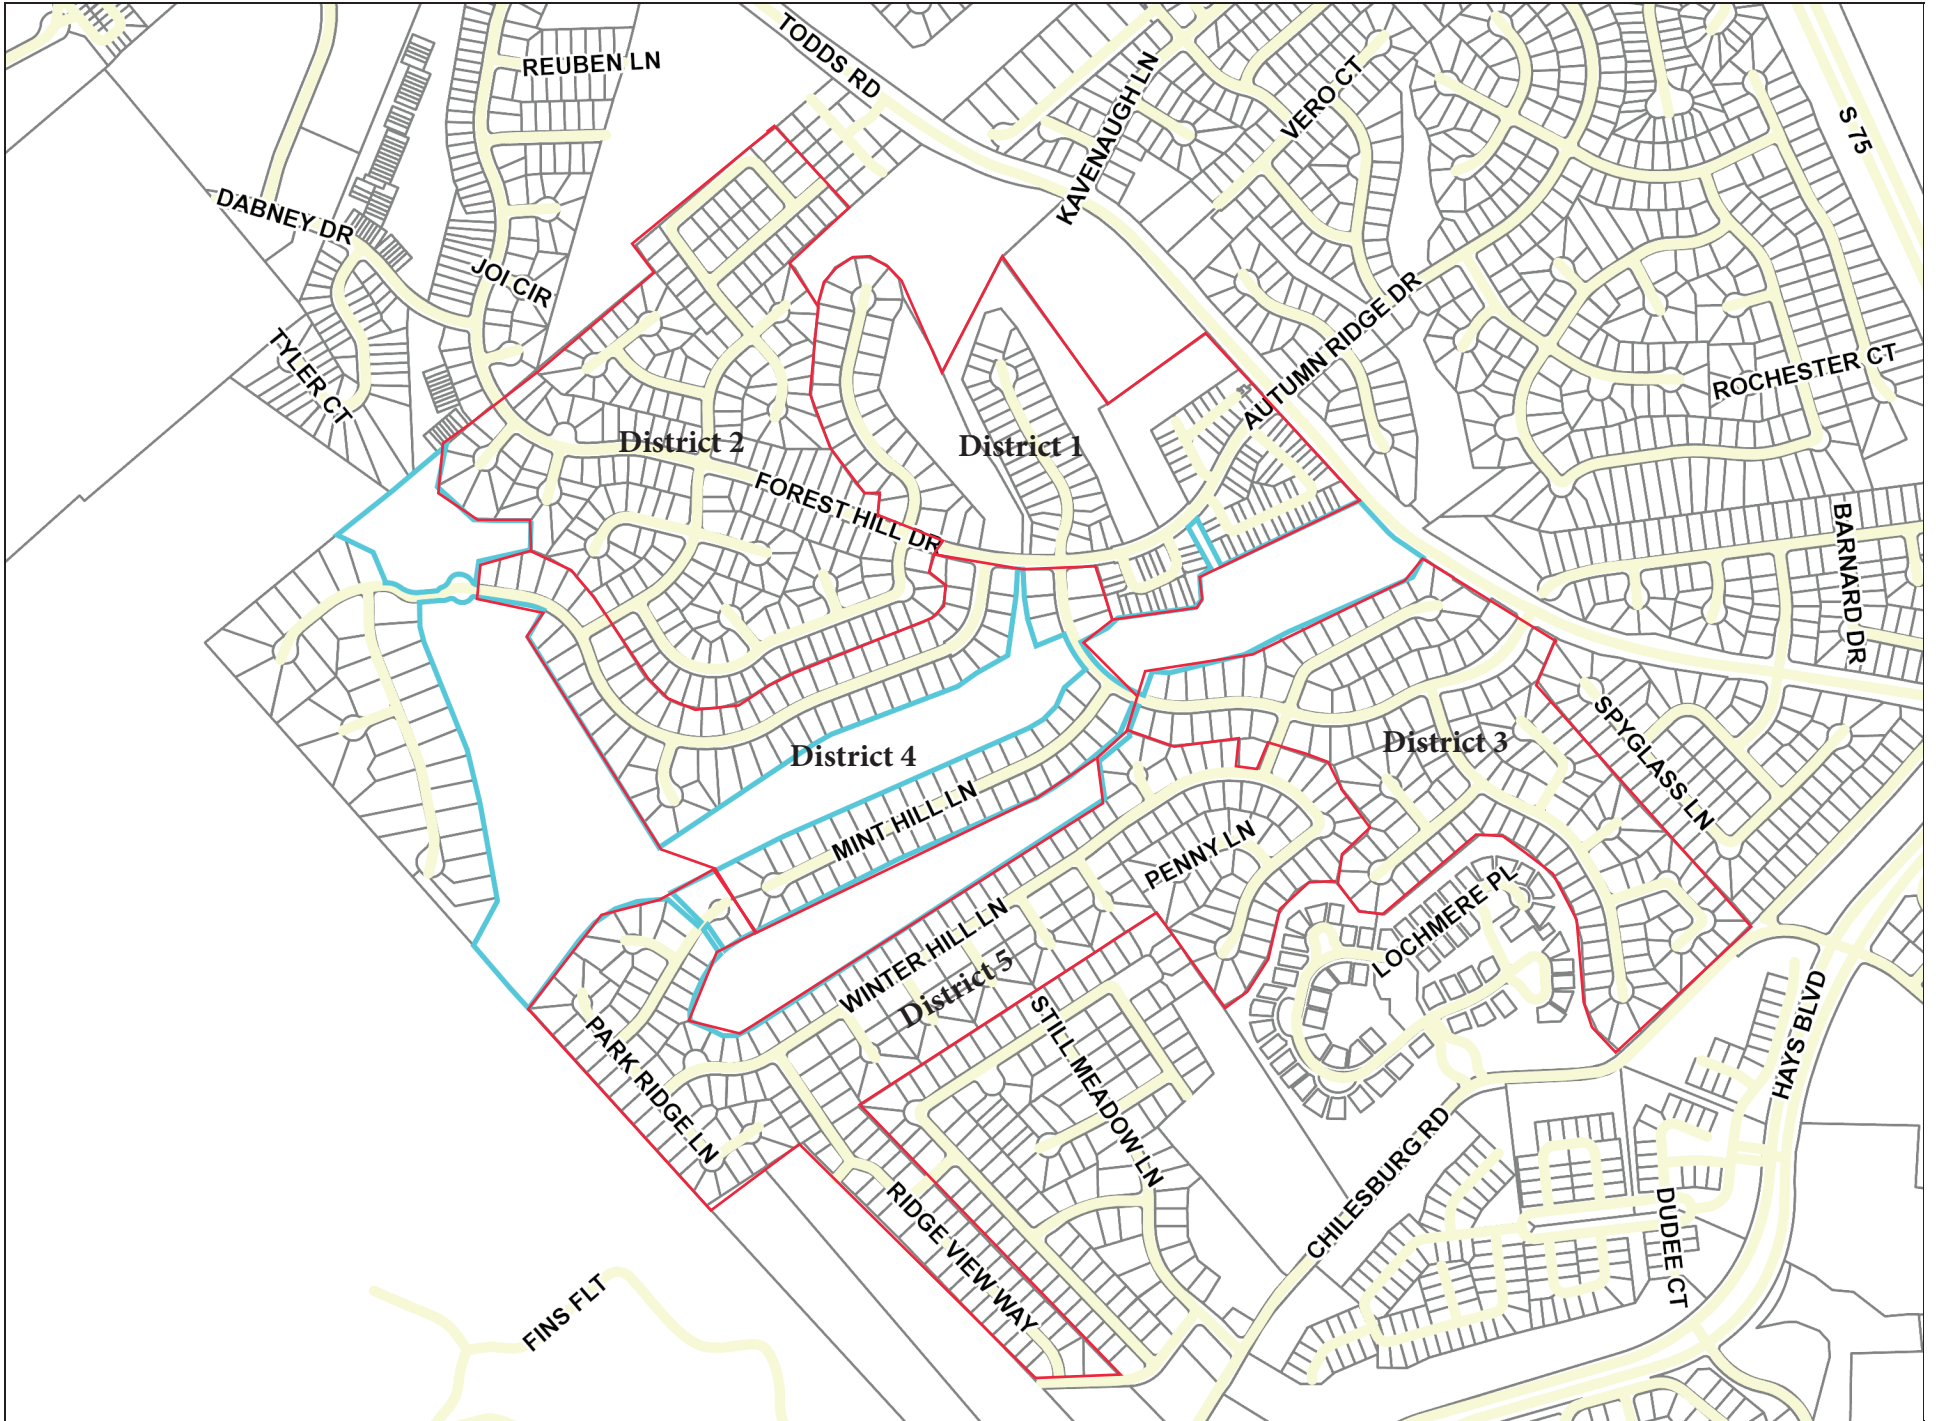 TODDS RD
REUBEN LN
KAVENAUGH LN
VERO CT
S 75
DABNEY DR
JOI CIR
TYLER CT
AUTUMN RIDGE DR
ROCHESTER CT
District 2
District 1
FOREST HILL DR
BARNARD DR
District 4
District 3
SPYGLASS LN
MINT HILL LN
PENNY LN
LOCHMERE PL
WINTER HILL LN
District 5
STILL MEADOW LN
PARK RIDGE LN
HAYS BLVD
RIDGE VIEW WAY
CHILESBURG RD
DUDEE CT
FINS FLT